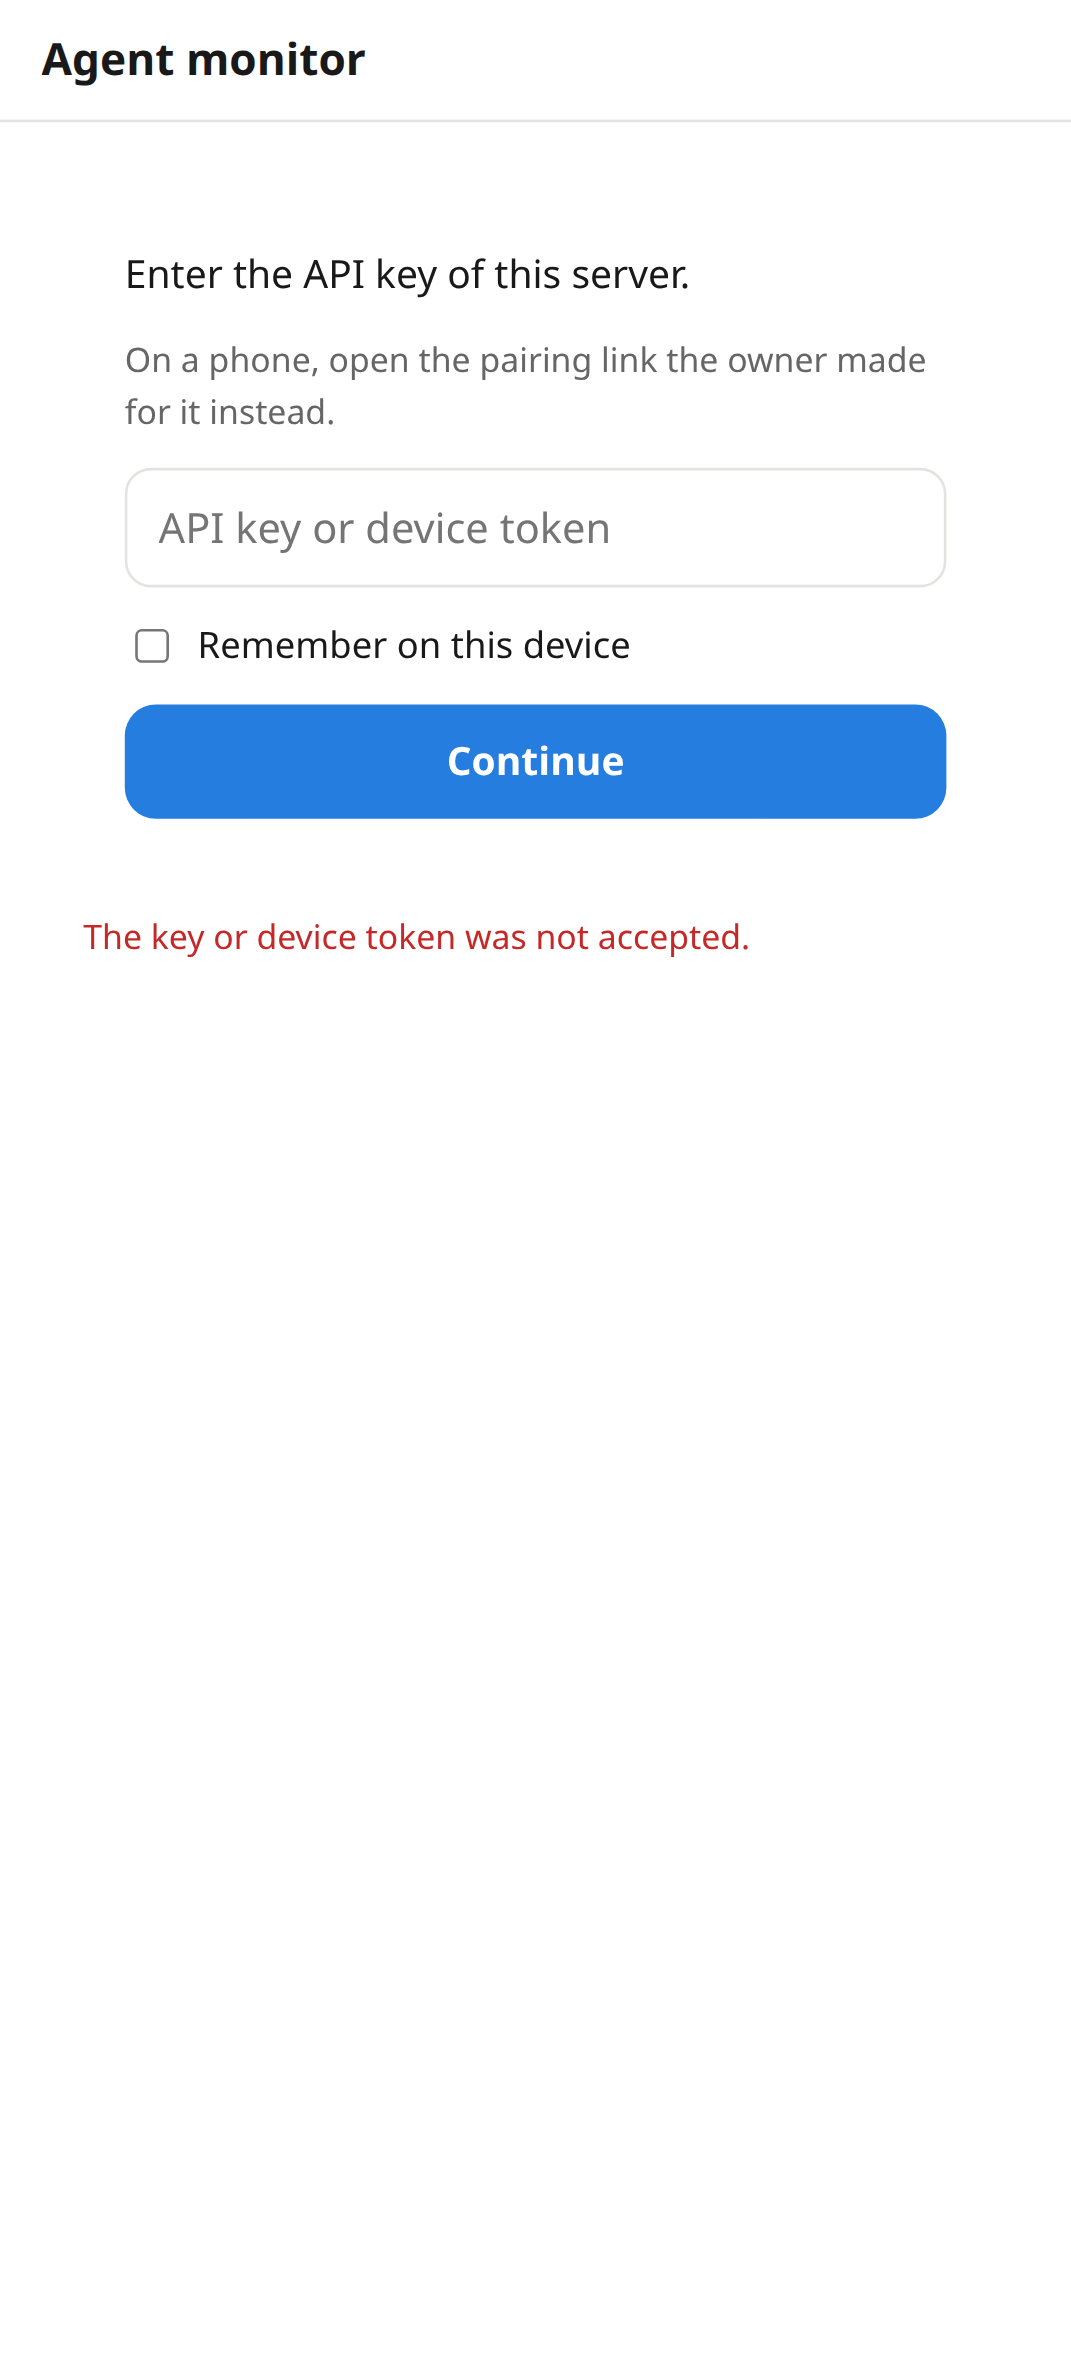 Agent monitor
Enter the API key of this server.
On a phone, open the pairing link the owner made
for it instead.
API key or device token
Remember on this device
Continue
The key or device token was not accepted.